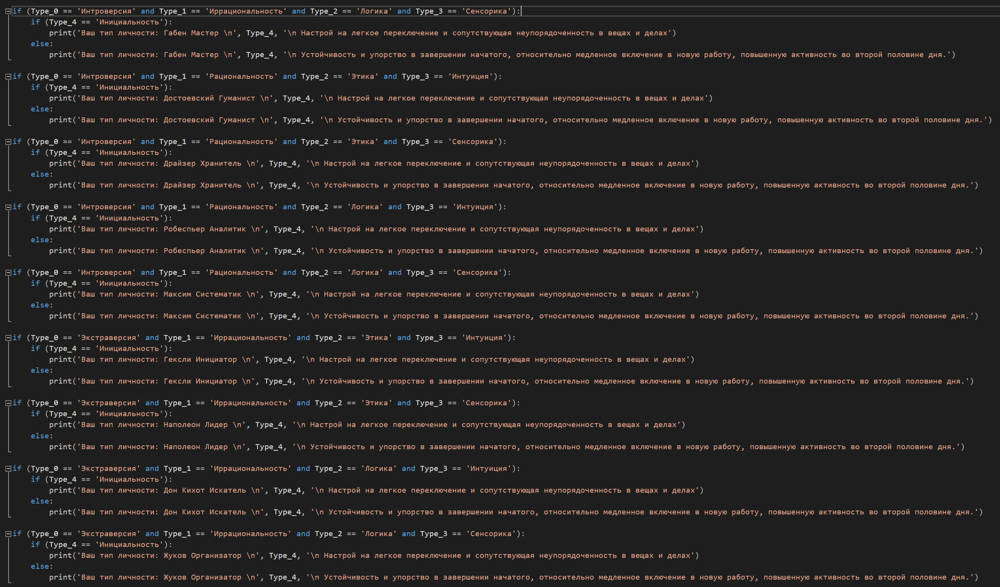 if (Type_0 == 'Интроверсия' and Type_1 == 'Иррациональность' and Type_2 == 'Логика' and Type_3 == 'Сенсорика'):
    if (Type_4 == 'Инициальность'):
        print('Ваш тип личности: Габен Мастер \n', Type_4, '\n Настрой на легкое переключение и сопутствующая неупорядоченность в вещах и делах')
    else:
        print('Ваш тип личности: Габен Мастер \n', Type_4, '\n Устойчивость и упорство в завершении начатого, относительно медленное включение в новую работу, повышенную активность во второй половине дня.')

if (Type_0 == 'Интроверсия' and Type_1 == 'Рациональность' and Type_2 == 'Этика' and Type_3 == 'Интуиция'):
    if (Type_4 == 'Инициальность'):
        print('Ваш тип личности: Достоевский Гуманист \n', Type_4, '\n Настрой на легкое переключение и сопутствующая неупорядоченность в вещах и делах')
    else:
        print('Ваш тип личности: Достоевский Гуманист \n', Type_4, '\n Устойчивость и упорство в завершении начатого, относительно медленное включение в новую работу, повышенную активность во второй половине дня.')

if (Type_0 == 'Интроверсия' and Type_1 == 'Рациональность' and Type_2 == 'Этика' and Type_3 == 'Сенсорика'):
    if (Type_4 == 'Инициальность'):
        print('Ваш тип личности: Драйзер Хранитель \n', Type_4, '\n Настрой на легкое переключение и сопутствующая неупорядоченность в вещах и делах')
    else:
        print('Ваш тип личности: Драйзер Хранитель \n', Type_4, '\n Устойчивость и упорство в завершении начатого, относительно медленное включение в новую работу, повышенную активность во второй половине дня.')

if (Type_0 == 'Интроверсия' and Type_1 == 'Рациональность' and Type_2 == 'Логика' and Type_3 == 'Интуиция'):
    if (Type_4 == 'Инициальность'):
        print('Ваш тип личности: Робеспьер Аналитик \n', Type_4, '\n Настрой на легкое переключение и сопутствующая неупорядоченность в вещах и делах')
    else:
        print('Ваш тип личности: Робеспьер Аналитик \n', Type_4, '\n Устойчивость и упорство в завершении начатого, относительно медленное включение в новую работу, повышенную активность во второй половине дня.')

if (Type_0 == 'Интроверсия' and Type_1 == 'Рациональность' and Type_2 == 'Логика' and Type_3 == 'Сенсорика'):
    if (Type_4 == 'Инициальность'):
        print('Ваш тип личности: Максим Систематик \n', Type_4, '\n Настрой на легкое переключение и сопутствующая неупорядоченность в вещах и делах')
    else:
        print('Ваш тип личности: Максим Систематик \n', Type_4, '\n Устойчивость и упорство в завершении начатого, относительно медленное включение в новую работу, повышенную активность во второй половине дня.')

if (Type_0 == 'Экстраверсия' and Type_1 == 'Иррациональность' and Type_2 == 'Этика' and Type_3 == 'Интуиция'):
    if (Type_4 == 'Инициальность'):
        print('Ваш тип личности: Гексли Инициатор \n', Type_4, '\n Настрой на легкое переключение и сопутствующая неупорядоченность в вещах и делах')
    else:
        print('Ваш тип личности: Гексли Инициатор \n', Type_4, '\n Устойчивость и упорство в завершении начатого, относительно медленное включение в новую работу, повышенную активность во второй половине дня.')

if (Type_0 == 'Экстраверсия' and Type_1 == 'Иррациональность' and Type_2 == 'Этика' and Type_3 == 'Сенсорика'):
    if (Type_4 == 'Инициальность'):
        print('Ваш тип личности: Наполеон Лидер \n', Type_4, '\n Настрой на легкое переключение и сопутствующая неупорядоченность в вещах и делах')
    else:
        print('Ваш тип личности: Наполеон Лидер \n', Type_4, '\n Устойчивость и упорство в завершении начатого, относительно медленное включение в новую работу, повышенную активность во второй половине дня.')

if (Type_0 == 'Экстраверсия' and Type_1 == 'Иррациональность' and Type_2 == 'Логика' and Type_3 == 'Интуиция'):
    if (Type_4 == 'Инициальность'):
        print('Ваш тип личности: Дон Кихот Искатель \n', Type_4, '\n Настрой на легкое переключение и сопутствующая неупорядоченность в вещах и делах')
    else:
        print('Ваш тип личности: Дон Кихот Искатель \n', Type_4, '\n Устойчивость и упорство в завершении начатого, относительно медленное включение в новую работу, повышенную активность во второй половине дня.')

if (Type_0 == 'Экстраверсия' and Type_1 == 'Иррациональность' and Type_2 == 'Логика' and Type_3 == 'Сенсорика'):
    if (Type_4 == 'Инициальность'):
        print('Ваш тип личности: Жуков Организатор \n', Type_4, '\n Настрой на легкое переключение и сопутствующая неупорядоченность в вещах и делах')
    else:
        print('Ваш тип личности: Жуков Организатор \n', Type_4, '\n Устойчивость и упорство в завершении начатого, относительно медленное включение в новую работу, повышенную активность во второй половине дня.')